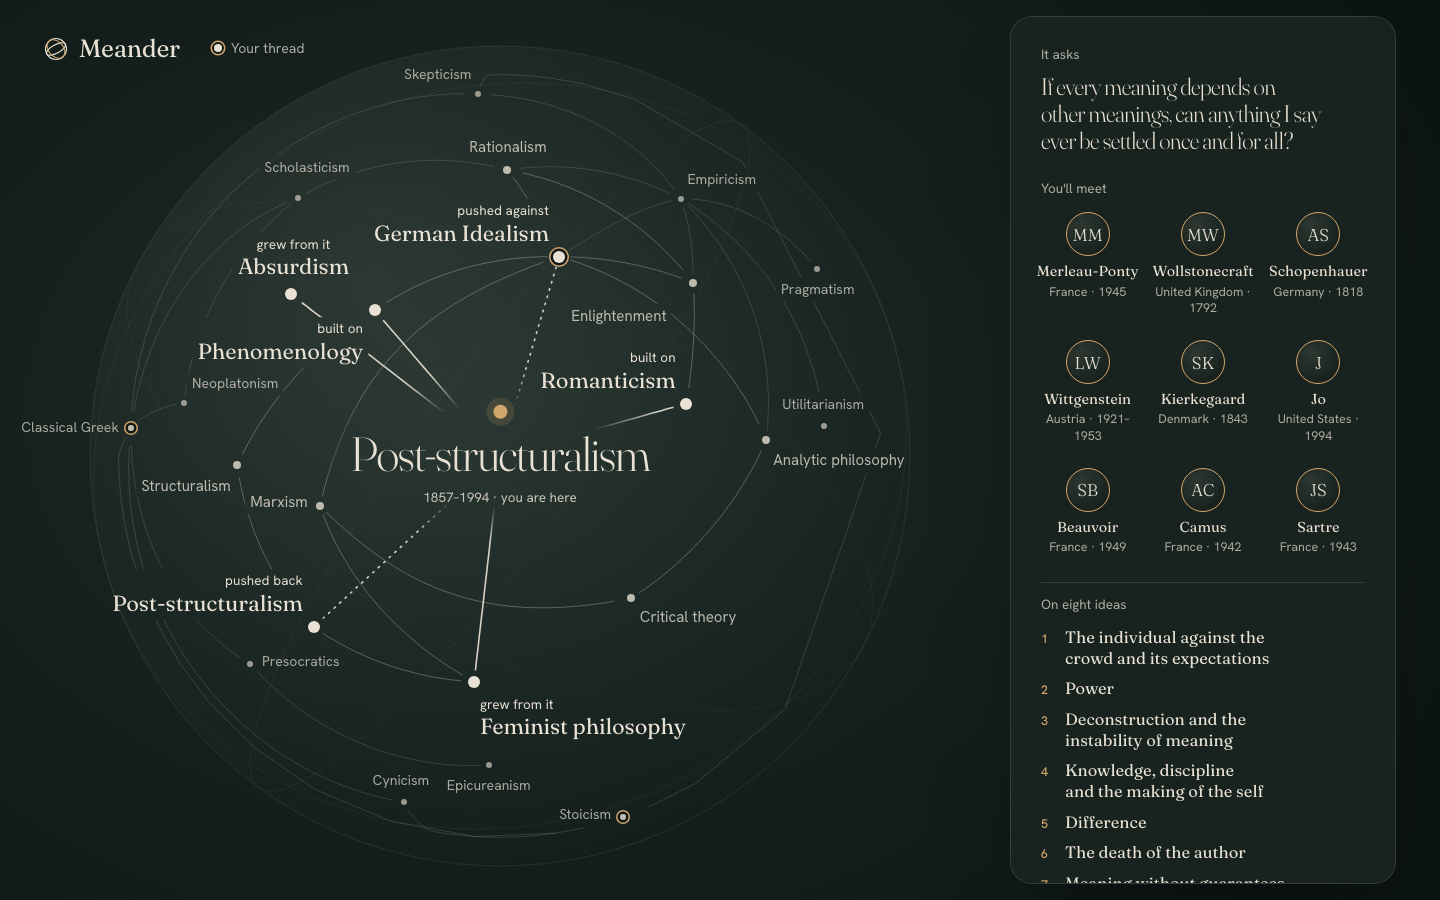 Meander
Your thread
Skepticism
Rationalism
Scholasticism
Empiricism
pushed against
German Idealism
grew from it
Absurdism
Pragmatism
Enlightenment
built on
Phenomenology
built on
Romanticism
Neoplatonism
Utilitarianism
Classical Greek
Post-structuralism
1857–1994 · you are here
Analytic philosophy
Structuralism
Marxism
pushed back
Post-structuralism
Critical theory
Presocratics
grew from it
Feminist philosophy
Cynicism
Epicureanism
Stoicism
It asks
If every meaning depends on
other meanings, can anything I say
ever be settled once and for all?
You'll meet
MM
Merleau-Ponty
France · 1945
MW
Wollstonecraft
United Kingdom ·
1792
AS
Schopenhauer
Germany · 1818
LW
Wittgenstein
Austria · 1921–
1953
SK
Kierkegaard
Denmark · 1843
J
Jo
United States ·
1994
SB
Beauvoir
France · 1949
AC
Camus
France · 1942
JS
Sartre
France · 1943
On eight ideas
1 The individual against the
crowd and its expectations
2 Power
3 Deconstruction and the
instability of meaning
4 Knowledge, discipline
and the making of the self
5 Difference
6 The death of the author
7 Meaning without guarantees